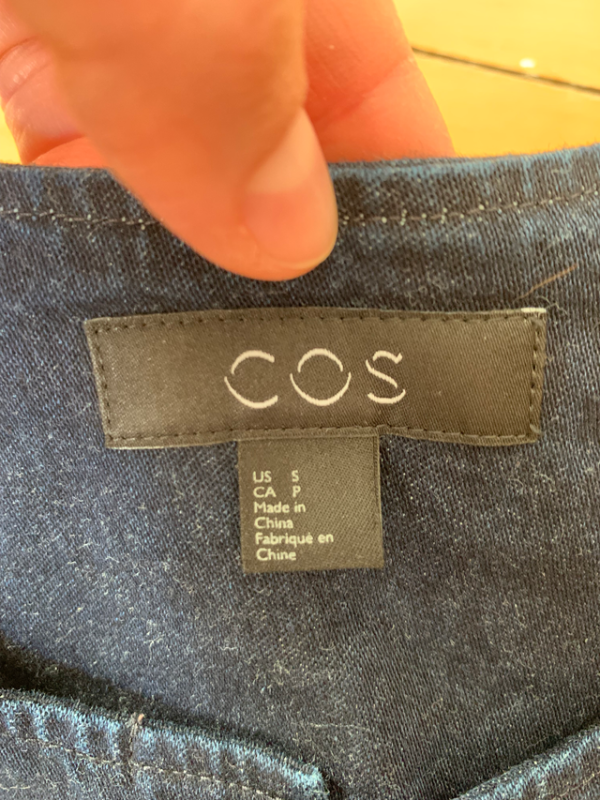 COS
US S
CA P
Made in
China
Fabriqué en
Chine